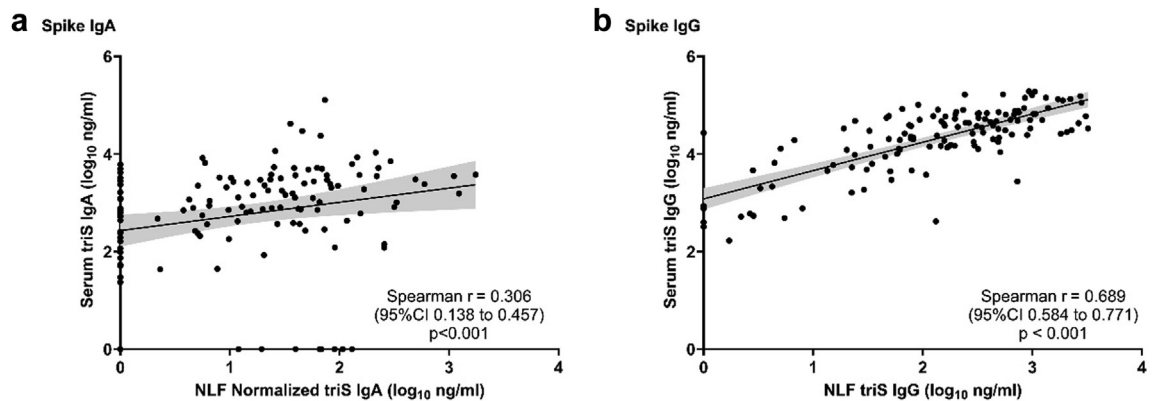 a Spike IgA
6
4
2
0
Serum triS IgA (log10 ng/ml)
Spearman r = 0.306
(95%CI 0.138 to 0.457)
p<0.001
0 1 2 3 4
NLF Normalized triS IgA (log10 ng/ml)
b Spike IgG
6
4
2
0
Serum triS IgG (log10 ng/ml)
Spearman r = 0.689
(95%CI 0.584 to 0.771)
p < 0.001
0 1 2 3 4
NLF triS IgG (log10 ng/ml)